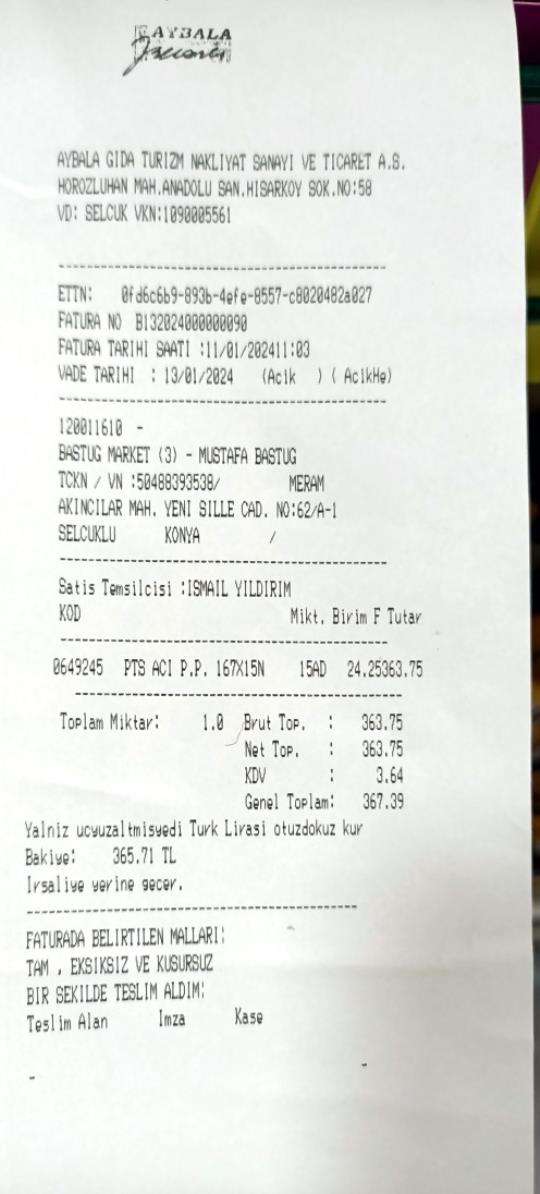 AYBALA
AYBALA GIDA TURIZM NAKLIYAT SANAYI VE TICARET A.S.
HOROZLUHAN MAH.ANADOLU SAN.HISARKOY SOK.NO:58
VD: SELCUK VKN:1090005561
ETTN: 0fd6c6b9-893b-4efe-8557-c8020482a027
FATURA NO B132024000000090
FATURA TARIHI SAATI :11/01/202411:03
VADE TARIHI : 13/01/2024 (Acik ) ( AcikHe)
120011610 -
BASTUG MARKET (3) - MUSTAFA BASTUG
TCKN / VN :50488393538/ MERAM
AKINCILAR MAH. YENI SILLE CAD. NO:62/A-1
SELCUKLU KONYA /
Satis Temsilcisi :ISMAIL YILDIRIM
KOD Mikt. Birim F Tutar
0649245 PTS ACI P.P. 167X15N 15AD 24.25363.75
Toplam Miktar: 1.0 Brut Top. : 363.75
Net Top. : 363.75
KDV : 3.64
Genel Toplam: 367.39
Yalniz ucyuzaltmisyedi Turk Lirasi otuzdokuz kur
Bakiye: 365.71 TL
Irsaliye yerine gecer.
FATURADA BELIRTILEN MALLARI:
TAM , EKSIKSIZ VE KUSURSUZ
BIR SEKILDE TESLIM ALDIM:
Teslim Alan Imza Kase